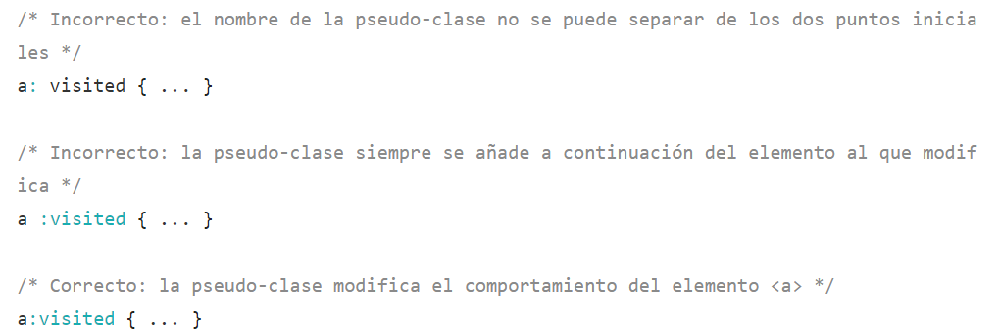 /* Incorrecto: el nombre de la pseudo-clase no se puede separar de los dos puntos inicia
les */
a: visited { ... }
/* Incorrecto: la pseudo-clase siempre se añade a continuación del elemento al que modif
ica */
a :visited { ... }
/* Correcto: la pseudo-clase modifica el comportamiento del elemento <a> */
a:visited { ... }